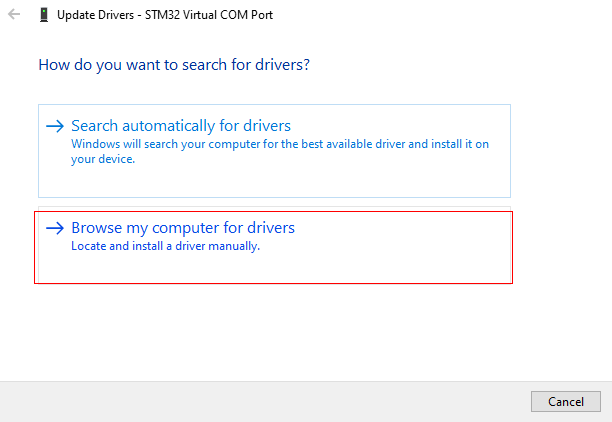 Update Drivers - STM32 Virtual COM Port
How do you want to search for drivers?
Search automatically for drivers
Windows will search your computer for the best available driver and install it on
your device.
Browse my computer for drivers
Locate and install a driver manually.
Cancel